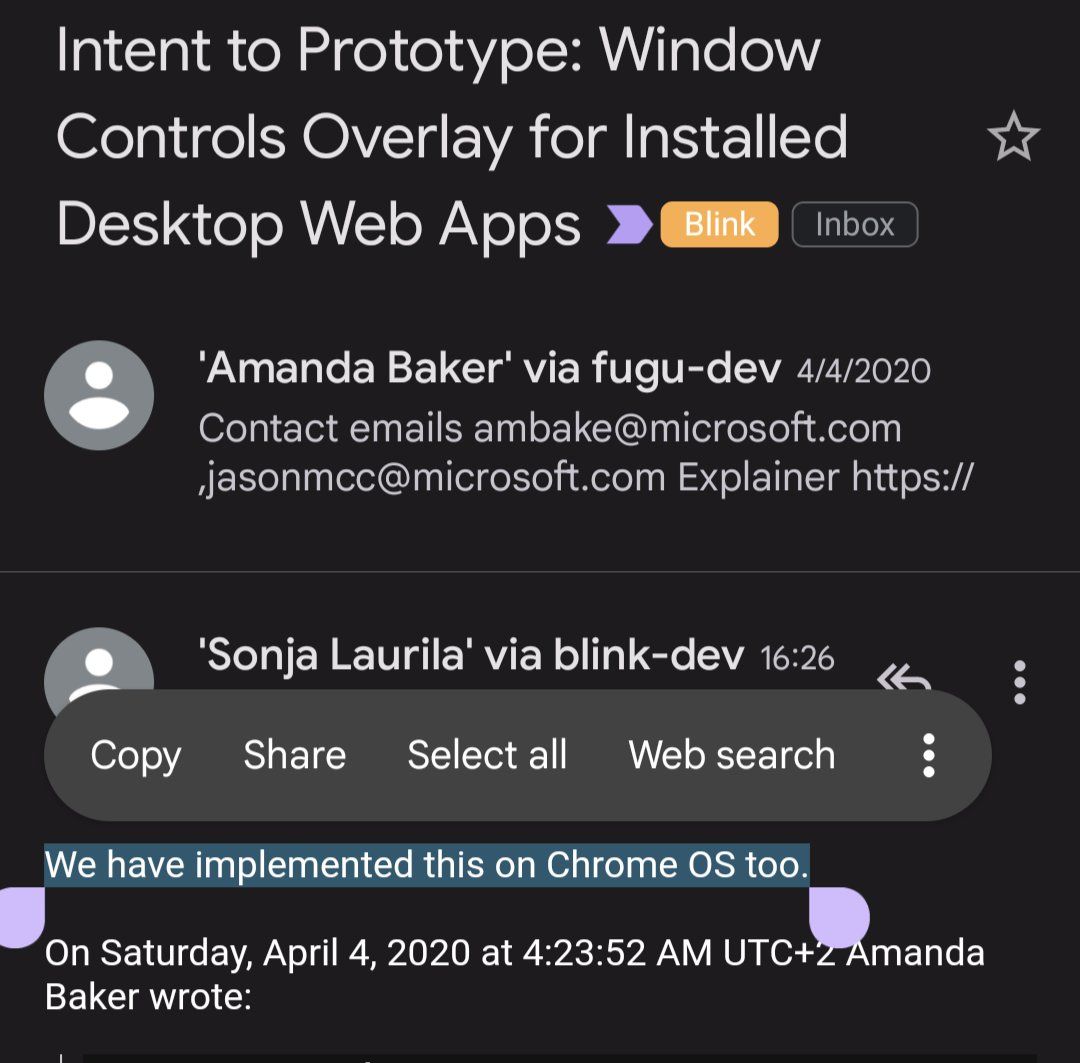 Intent to Prototype: Window
Controls Overlay for Installed
Desktop Web Apps Blink Inbox
'Amanda Baker' via fugu-dev 4/4/2020
Contact emails ambake@microsoft.com
,jasonmcc@microsoft.com Explainer https://
'Sonja Laurila' via blink-dev 16:26
Copy Share Select all Web search
We have implemented this on Chrome OS too.
On Saturday, April 4, 2020 at 4:23:52 AM UTC+2 Amanda
Baker wrote: